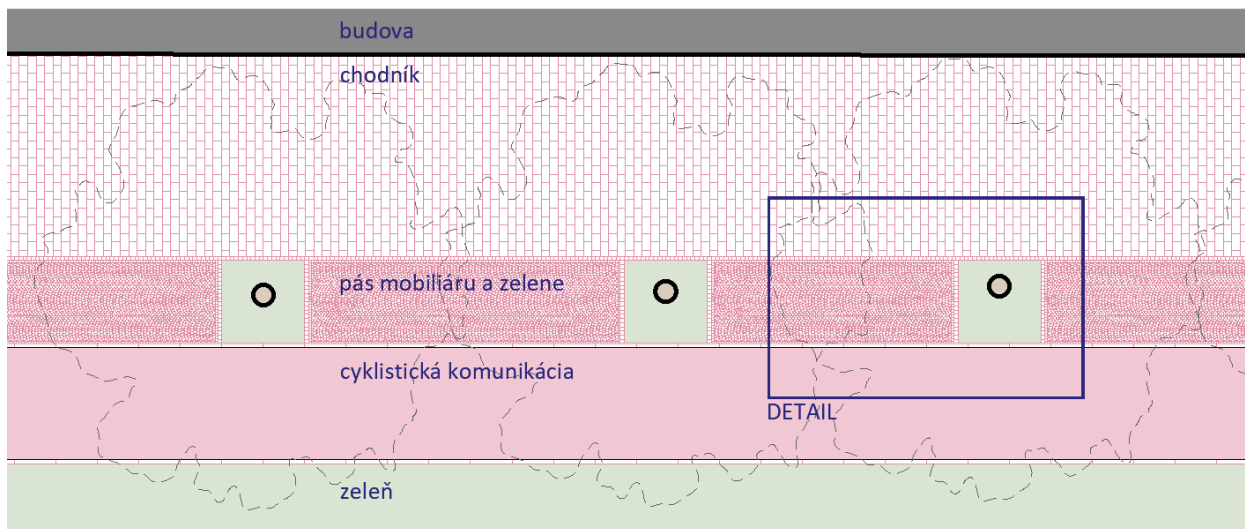 budova
chodník
pás mobiliáru a zelene
cyklistická komunikácia
DETAIL
zeleň